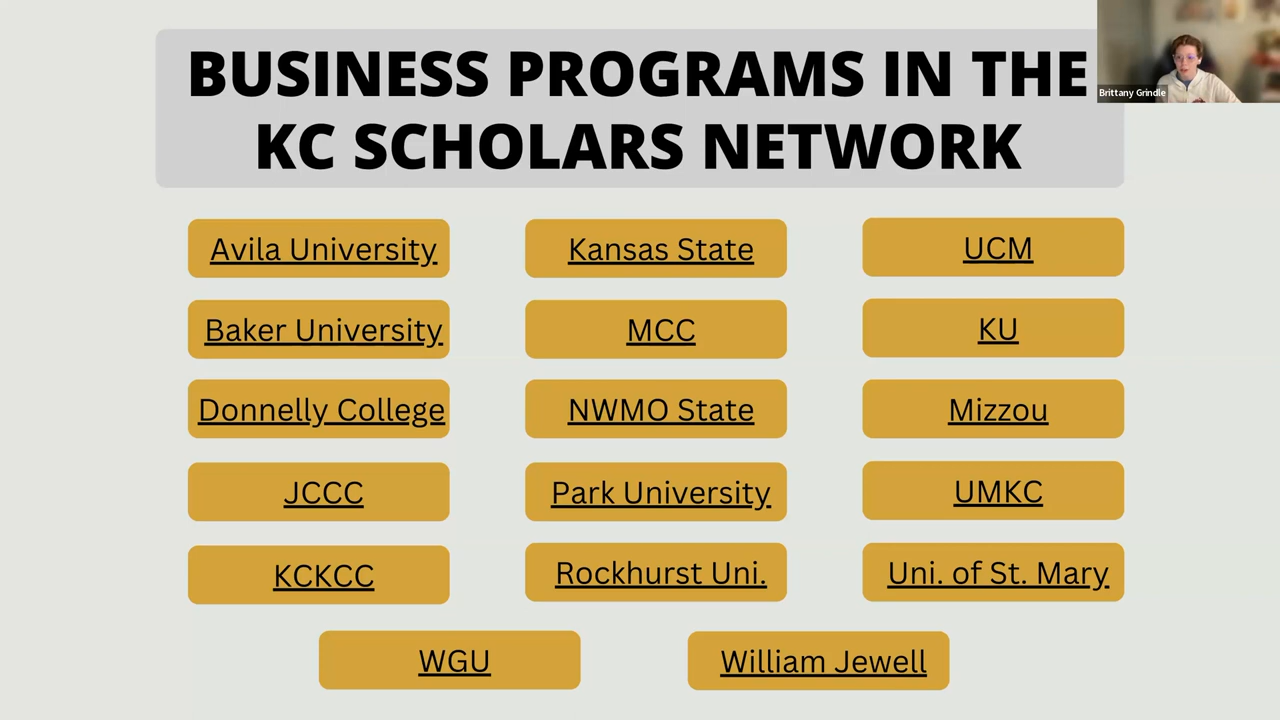 BUSINESS PROGRAMS IN THE
KC SCHOLARS NETWORK
Brittany Grindle
Avila University
Kansas State
UCM
Baker University
MCC
KU
Donnelly College
NWMO State
Mizzou
JCCC
Park University
UMKC
KCKCC
Rockhurst Uni.
Uni. of St. Mary
WGU
William Jewell